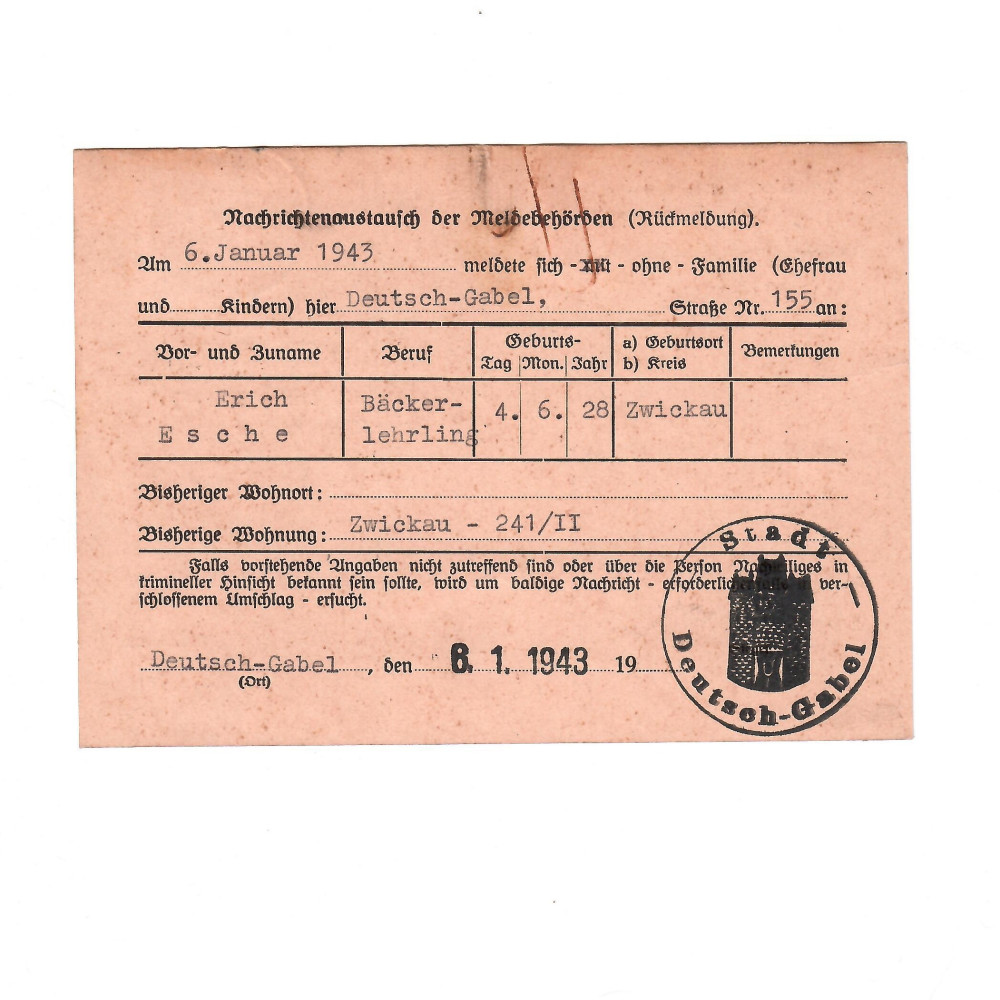 Nachrichtenaustausch der Meldebehörden (Rückmeldung).
Am 6.Januar 1943 meldete sich - mit - ohne - Familie (Ehefrau
und Kindern) hier Deutsch-Gabel, Straße Nr. 155 an:
Vor- und Zuname Beruf Geburts- Tag Mon. Jahr a) Geburtsort b) Kreis Bemerkungen
Erich Bäcker- 4. 6. 28 Zwickau
Esche lehrling
Bisheriger Wohnort:
Bisherige Wohnung: Zwickau - 241/II
Falls vorstehende Angaben nicht zutreffend sind oder über die Person Nachteiliges in
krimineller Hinsicht bekannt sein sollte, wird um baldige Nachricht - erforderlichenfalls in ver-
schlossenem Umschlag - ersucht.
Deutsch-Gabel, den 6. 1. 1943 19
(Ort)
Stadt
Deutsch-Gabel